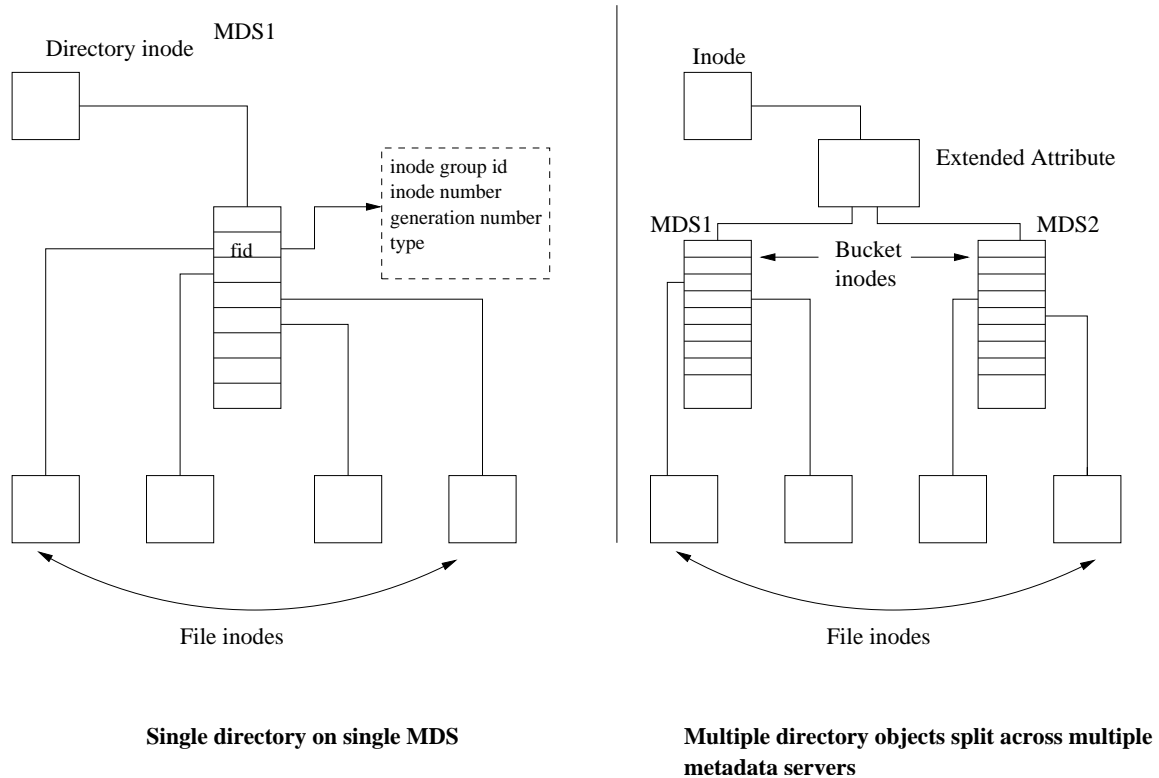 MDS1
Directory inode
inode group id
inode number
generation number
type
fid
File inodes
Single directory on single MDS
Inode
Extended Attribute
MDS1
MDS2
Bucket
inodes
File inodes
Multiple directory objects split across multiple
metadata servers